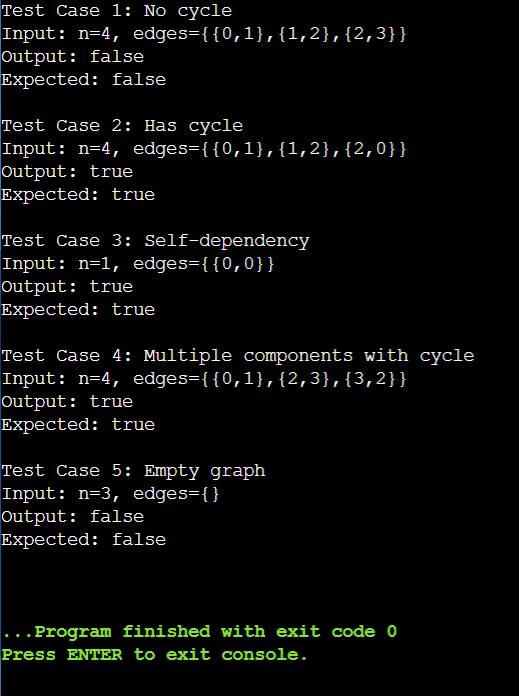 Test Case 1: No cycle
Input: n=4, edges={{0,1},{1,2},{2,3}}
Output: false
Expected: false
Test Case 2: Has cycle
Input: n=4, edges={{0,1},{1,2},{2,0}}
Output: true
Expected: true
Test Case 3: Self-dependency
Input: n=1, edges={{0,0}}
Output: true
Expected: true
Test Case 4: Multiple components with cycle
Input: n=4, edges={{0,1},{2,3},{3,2}}
Output: true
Expected: true
Test Case 5: Empty graph
Input: n=3, edges={}
Output: false
Expected: false
...Program finished with exit code 0
Press ENTER to exit console.